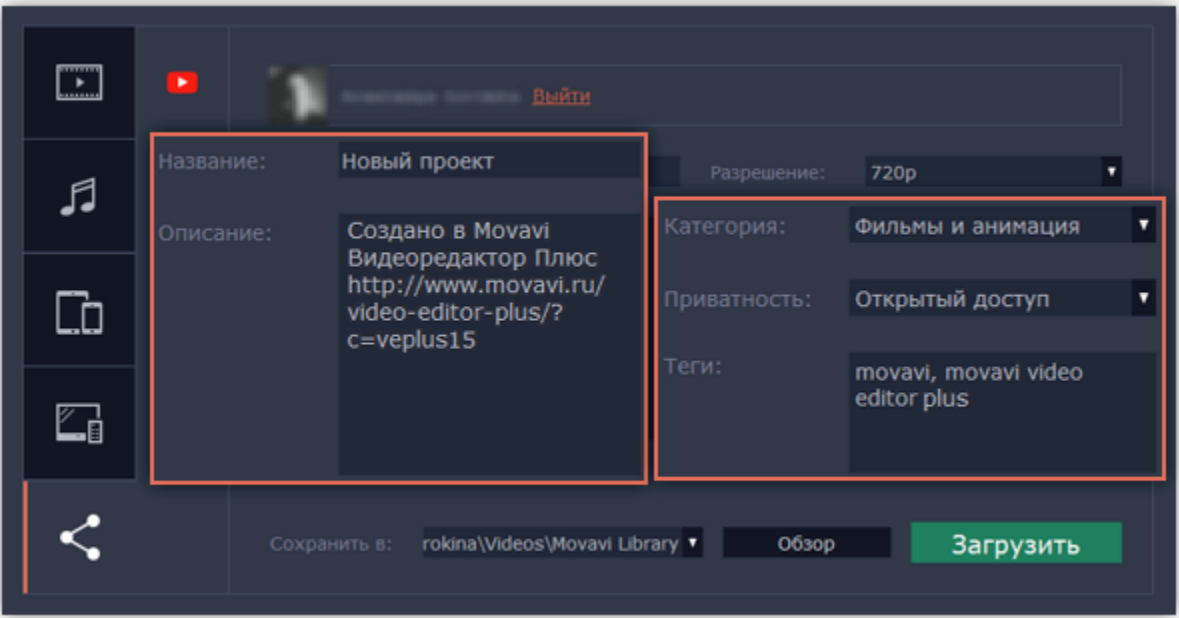 Выйти
Название: Новый проект
Разрешение: 720p
Описание: Создано в Movavi
Видеоредактор Плюс
http://www.movavi.ru/
video-editor-plus/?
c=veplus15
Категория: Фильмы и анимация
Приватность: Открытый доступ
Теги: movavi, movavi video
editor plus
Сохранить в: rokina\Videos\Movavi Library Обзор Загрузить